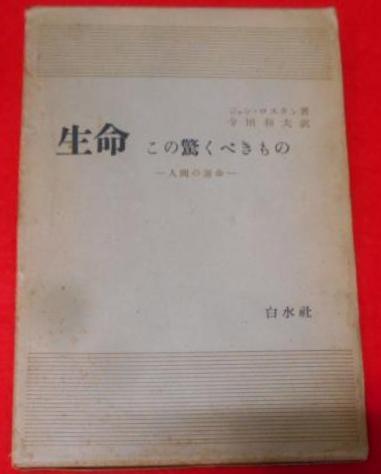 ジャン・ロスタン著
今田和夫訳
生命 この驚くべきもの
—人間の運命—
白水社